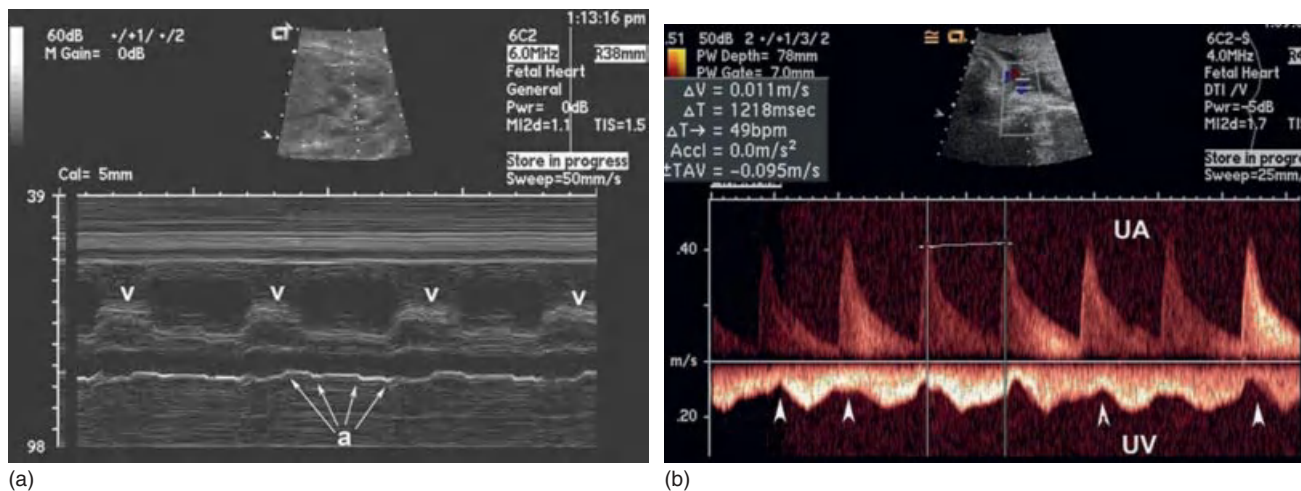 1:13:16 pm
60dB •/+1/ •/2
M Gain= 0dB
6C2
6.0MHz R38mm
Fetal Heart
General
Pwr= 0dB
MI2d=1.1 TIS=1.5
Store in progress
Sweep=50mm/s
Cal= 5mm
39
V V V V
a
98
(a)
.51 50dB 2 •/+1/3/2
PW Depth= 78mm
PW Gate= 7.0mm
ΔV = 0.011m/s
ΔT = 1218msec
ΔT→ = 49bpm
Accl = 0.0m/s²
±TAV = -0.095m/s
6C2-S
4.0MHz
Fetal Heart
DTI /V
Pwr=-5dB
MI2d=1.7
Store in progre
Sweep=25mm
UA
.40
m/s
.20
UV
(b)